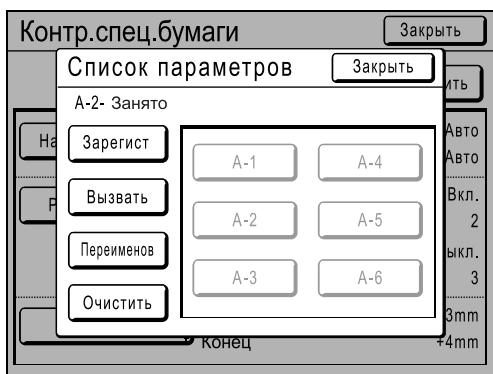 Контр.спец.бумаги Закрыть
Список параметров Закрыть
А-2- Занято
Зарегист
Вызвать
Переименов
Очистить
А-1 А-4
А-2 А-5
А-3 А-6
Авто
Авто
Вкл.
2
3
3mm
Конец +4mm